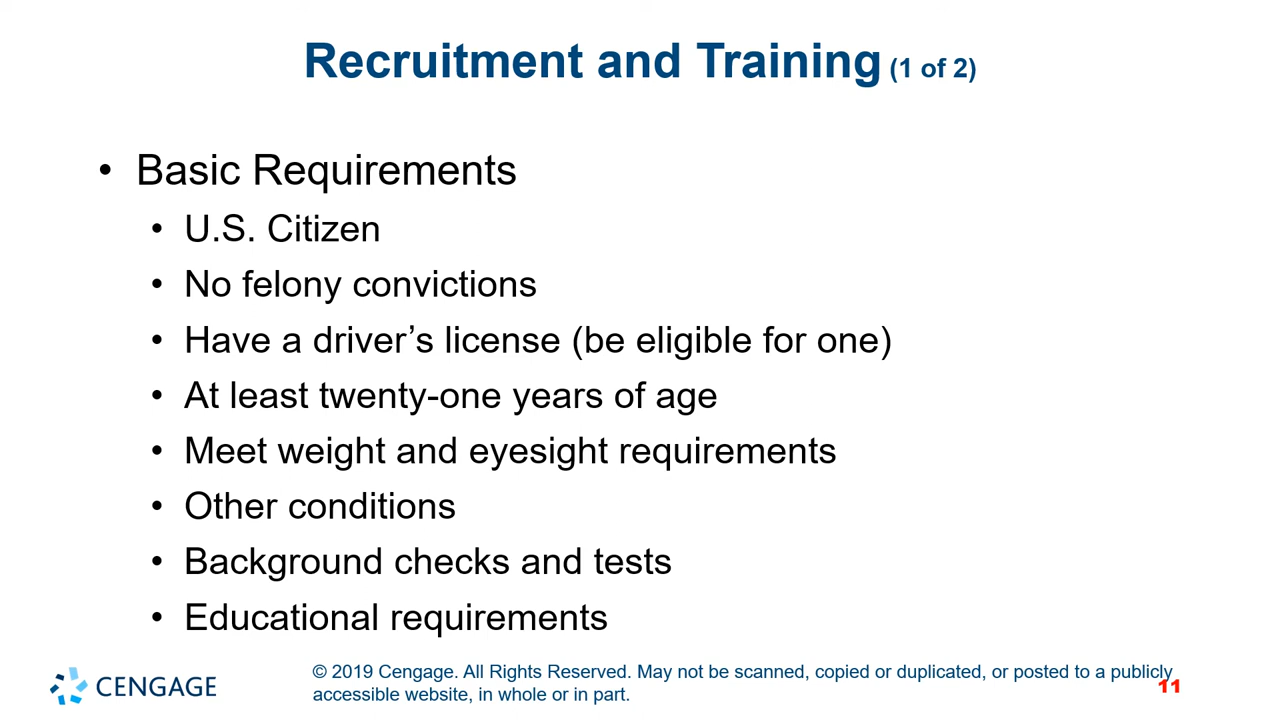 Recruitment and Training (1 of 2)
• Basic Requirements
• U.S. Citizen
• No felony convictions
• Have a driver’s license (be eligible for one)
• At least twenty-one years of age
• Meet weight and eyesight requirements
• Other conditions
• Background checks and tests
• Educational requirements
CENGAGE
© 2019 Cengage. All Rights Reserved. May not be scanned, copied or duplicated, or posted to a publicly
accessible website, in whole or in part.
11